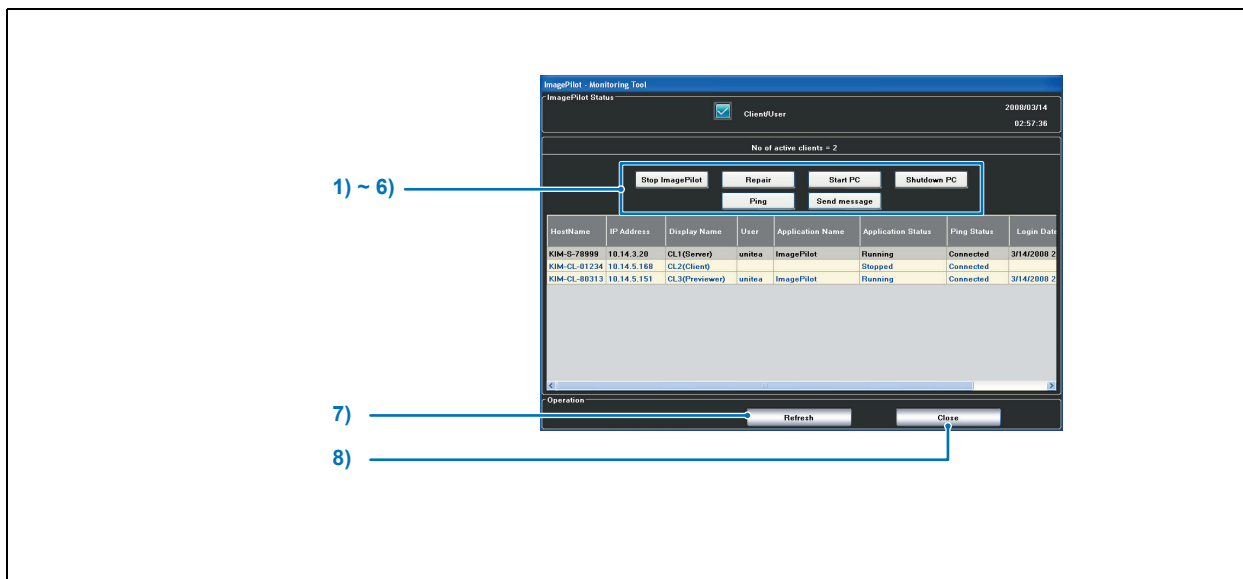 ImagePilot - Monitoring Tool
ImagePilot Status
Client/User
2008/03/14
02:57:36
No of active clients = 2
1) ~ 6)
Stop ImagePilot Repair Start PC Shutdown PC
Ping Send message
HostName IP Address Display Name User Application Name Application Status Ping Status Login Date
KIM-S-78999 10.14.3.20 CL1(Server) unitea ImagePilot Running Connected 3/14/2008 2
KIM-CL-01234 10.14.5.168 CL2(Client) Stopped Connected
KIM-CL-80313 10.14.5.151 CL3(Previewer) unitea ImagePilot Running Connected 3/14/2008 2
Operation
7)
Refresh Close
8)